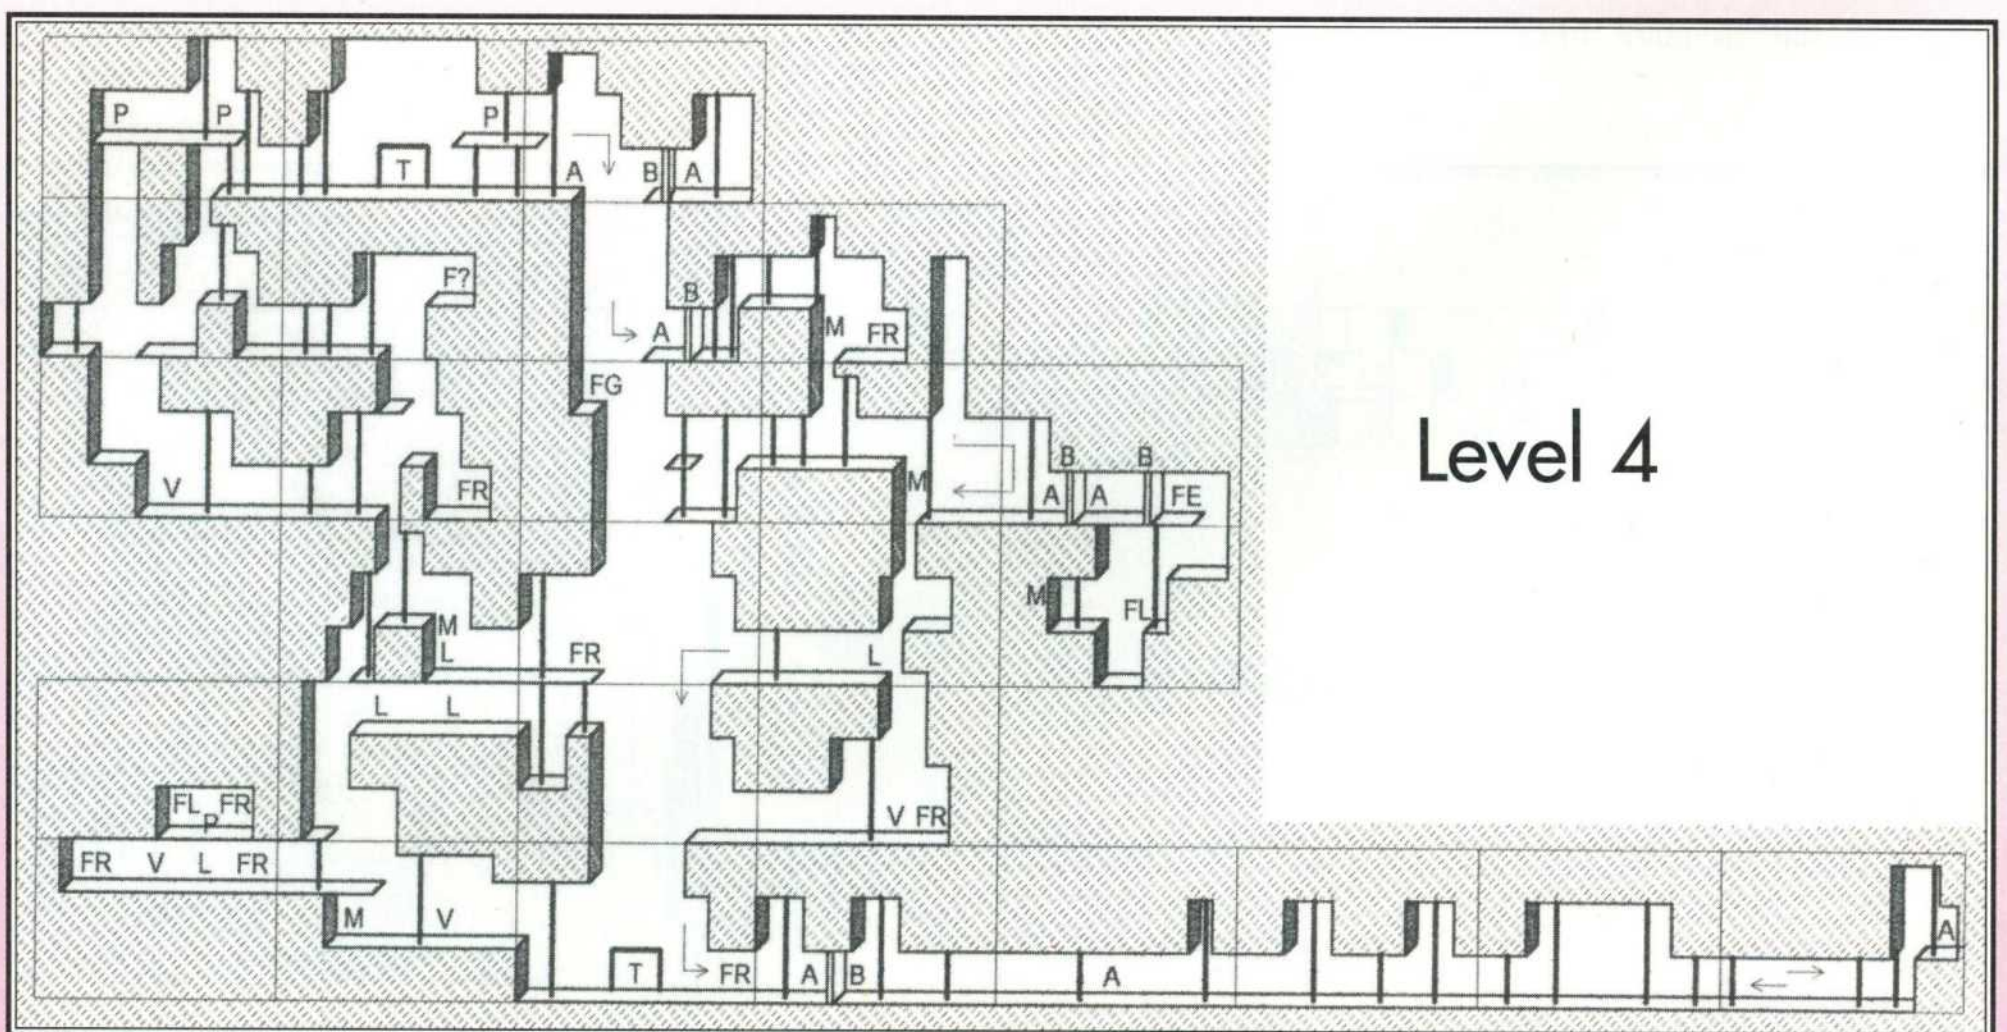 P P P
T A B A
F? B
A M FR
FG
B B
V FR M A A FE
M FL
M
L FR L
L L
FL FR
P
V FR
FR V L FR
M V A
T FR A B A
Level 4